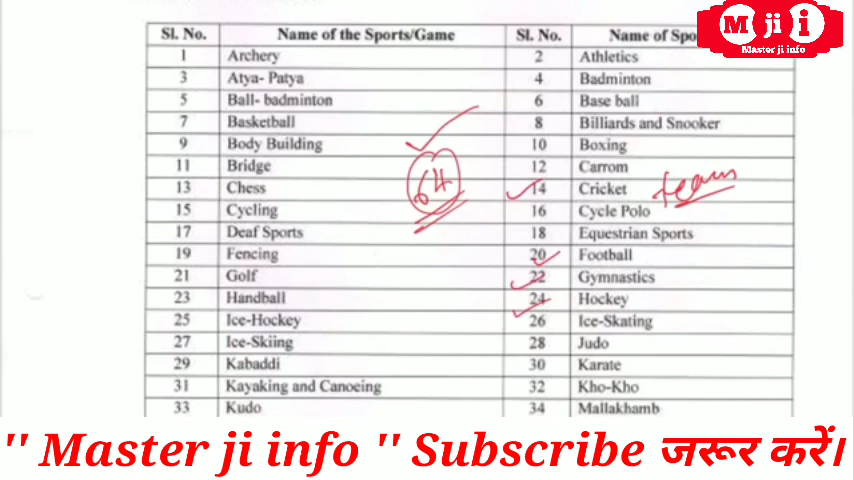 M ji i
Master ji info
Sl. No. Name of the Sports/Game Sl. No. Name of Spo
1 Archery 2 Athletics
3 Atya- Patya 4 Badminton
5 Ball- badminton 6 Base ball
7 Basketball 8 Billiards and Snooker
9 Body Building 10 Boxing
11 Bridge 12 Carrom
64
13 Chess 14 Cricket team
15 Cycling 16 Cycle Polo
17 Deaf Sports 18 Equestrian Sports
19 Fencing 20 Football
21 Golf 22 Gymnastics
23 Handball 24 Hockey
25 Ice-Hockey 26 Ice-Skating
27 Ice-Skiing 28 Judo
29 Kabaddi 30 Karate
31 Kayaking and Canoeing 32 Kho-Kho
33 Kudo 34 Mallakhamb
'' Master ji info '' Subscribe जरूर करें।